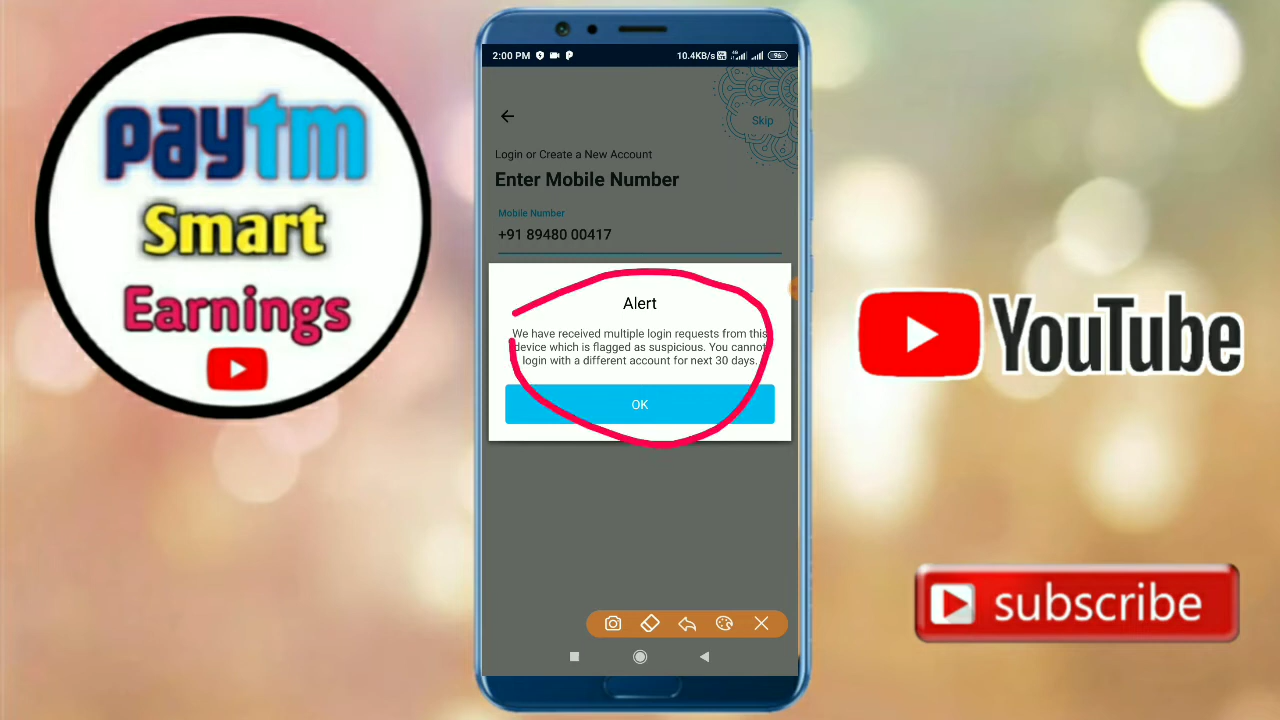 paytm
Smart
Earnings
2:00 PM
10.4KB/s
4G
96
Skip
Login or Create a New Account
Enter Mobile Number
Mobile Number
+91 89480 00417
Alert
We have received multiple login requests from this
device which is flagged as suspicious. You cannot
login with a different account for next 30 days.
OK
YouTube
subscribe